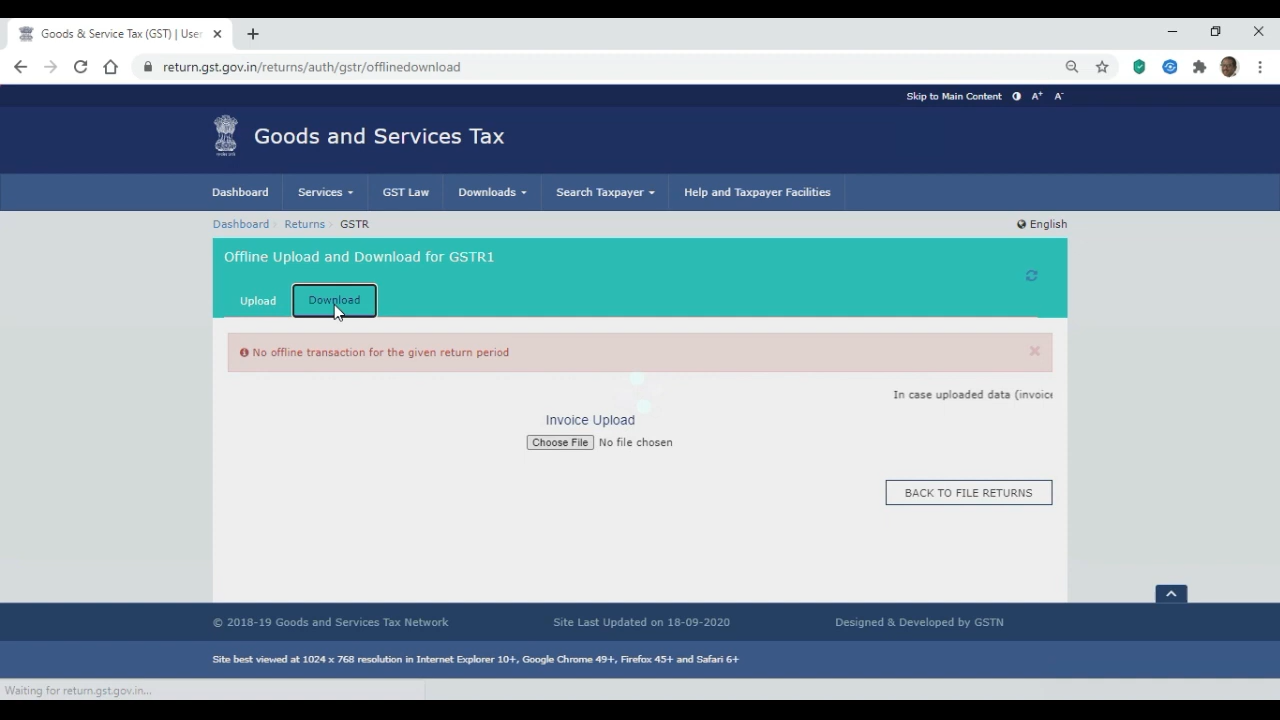 Goods & Service Tax (GST) | User
return.gst.gov.in/returns/auth/gstr/offlinedownload
Skip to Main Content A+ A-
Goods and Services Tax
Dashboard Services GST Law Downloads Search Taxpayer Help and Taxpayer Facilities
Dashboard Returns GSTR English
Offline Upload and Download for GSTR1
Upload Download
No offline transaction for the given return period
In case uploaded data (invoice
Invoice Upload
Choose File No file chosen
BACK TO FILE RETURNS
© 2018-19 Goods and Services Tax Network Site Last Updated on 18-09-2020 Designed & Developed by GSTN
Site best viewed at 1024 x 768 resolution in Internet Explorer 10+, Google Chrome 49+, Firefox 45+ and Safari 6+
Waiting for return.gst.gov.in...